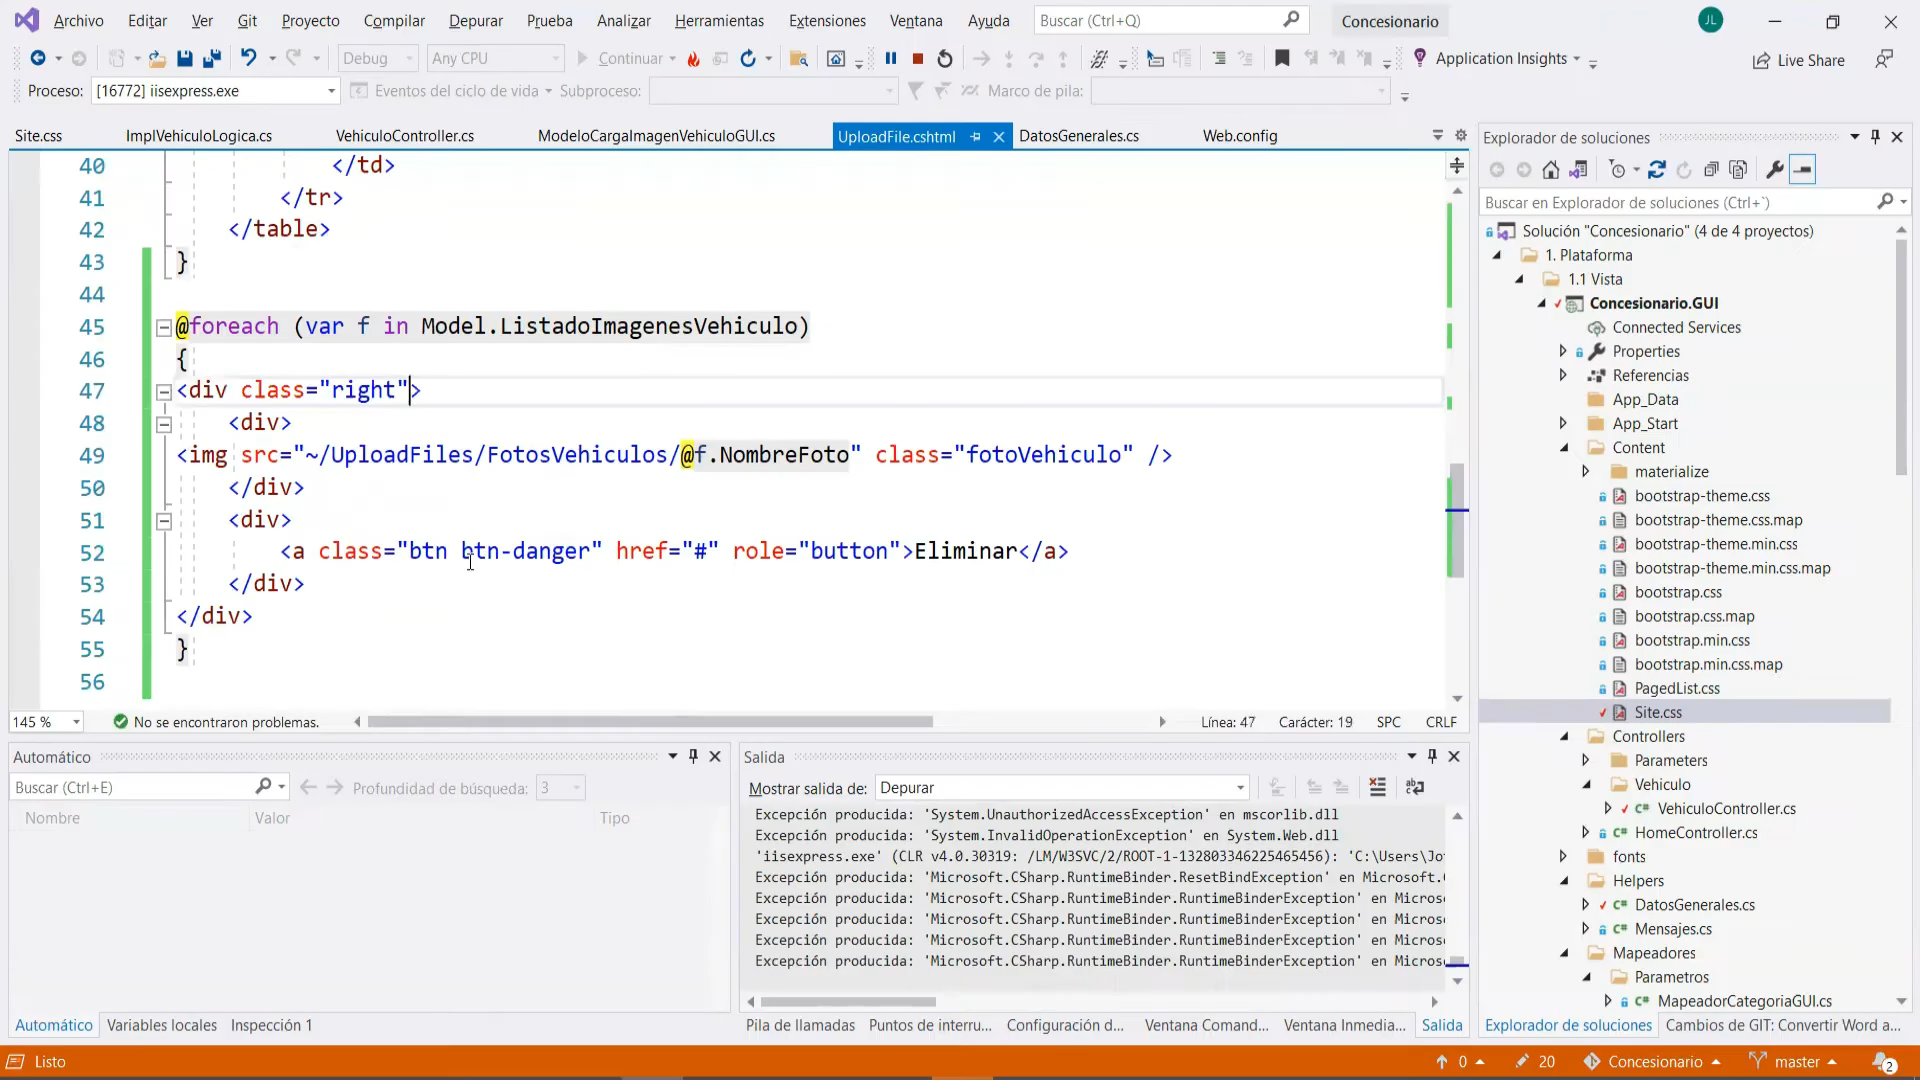 Archivo Editar Ver Git Proyecto Compilar Depurar Prueba Analizar Herramientas Extensiones Ventana Ayuda Buscar (Ctrl+Q) Concesionario JL
Debug Any CPU Continuar Application Insights Live Share
Proceso: [16772] iisexpress.exe Eventos del ciclo de vida Subproceso: Marco de pila:
Site.css ImplVehiculoLogica.cs VehiculoController.cs ModeloCargaImagenVehiculoGUI.cs UploadFile.cshtml DatosGenerales.cs Web.config
40 </td>
41 </tr>
42 </table>
43 }
44
45 @foreach (var f in Model.ListadoImagenesVehiculo)
46 {
47 <div class="right">
48 <div>
49 <img src="~/UploadFiles/FotosVehiculos/@f.NombreFoto" class="fotoVehiculo" />
50 </div>
51 <div>
52 <a class="btn btn-danger" href="#" role="button">Eliminar</a>
53 </div>
54 </div>
55 }
56
145 % No se encontraron problemas. Línea: 47 Carácter: 19 SPC CRLF
Automático
Buscar (Ctrl+E) Profundidad de búsqueda: 3
Nombre Valor Tipo
Automático Variables locales Inspección 1
Salida
Mostrar salida de: Depurar
Excepción producida: 'System.UnauthorizedAccessException' en mscorlib.dll
Excepción producida: 'System.InvalidOperationException' en System.Web.dll
'iisexpress.exe' (CLR v4.0.30319: /LM/W3SVC/2/ROOT-1-132803346225465456): 'C:\Users\Jo
Excepción producida: 'Microsoft.CSharp.RuntimeBinder.ResetBindException' en Microsoft.
Excepción producida: 'Microsoft.CSharp.RuntimeBinder.RuntimeBinderException' en Micros
Excepción producida: 'Microsoft.CSharp.RuntimeBinder.RuntimeBinderException' en Micros
Excepción producida: 'Microsoft.CSharp.RuntimeBinder.RuntimeBinderException' en Micros
Excepción producida: 'Microsoft.CSharp.RuntimeBinder.RuntimeBinderException' en Micros
Pila de llamadas Puntos de interru... Configuración d... Ventana Comand... Ventana Inmedia... Salida
Explorador de soluciones
Buscar en Explorador de soluciones (Ctrl+`)
Solución "Concesionario" (4 de 4 proyectos)
1. Plataforma
1.1 Vista
Concesionario.GUI
Connected Services
Properties
Referencias
App_Data
App_Start
Content
materialize
bootstrap-theme.css
bootstrap-theme.css.map
bootstrap-theme.min.css
bootstrap-theme.min.css.map
bootstrap.css
bootstrap.css.map
bootstrap.min.css
bootstrap.min.css.map
PagedList.css
Site.css
Controllers
Parameters
Vehiculo
VehiculoController.cs
HomeController.cs
fonts
Helpers
DatosGenerales.cs
Mensajes.cs
Mapeadores
Parametros
MapeadorCategoriaGUI.cs
Explorador de soluciones Cambios de GIT: Convertir Word a...
Listo 0 20 Concesionario master 2